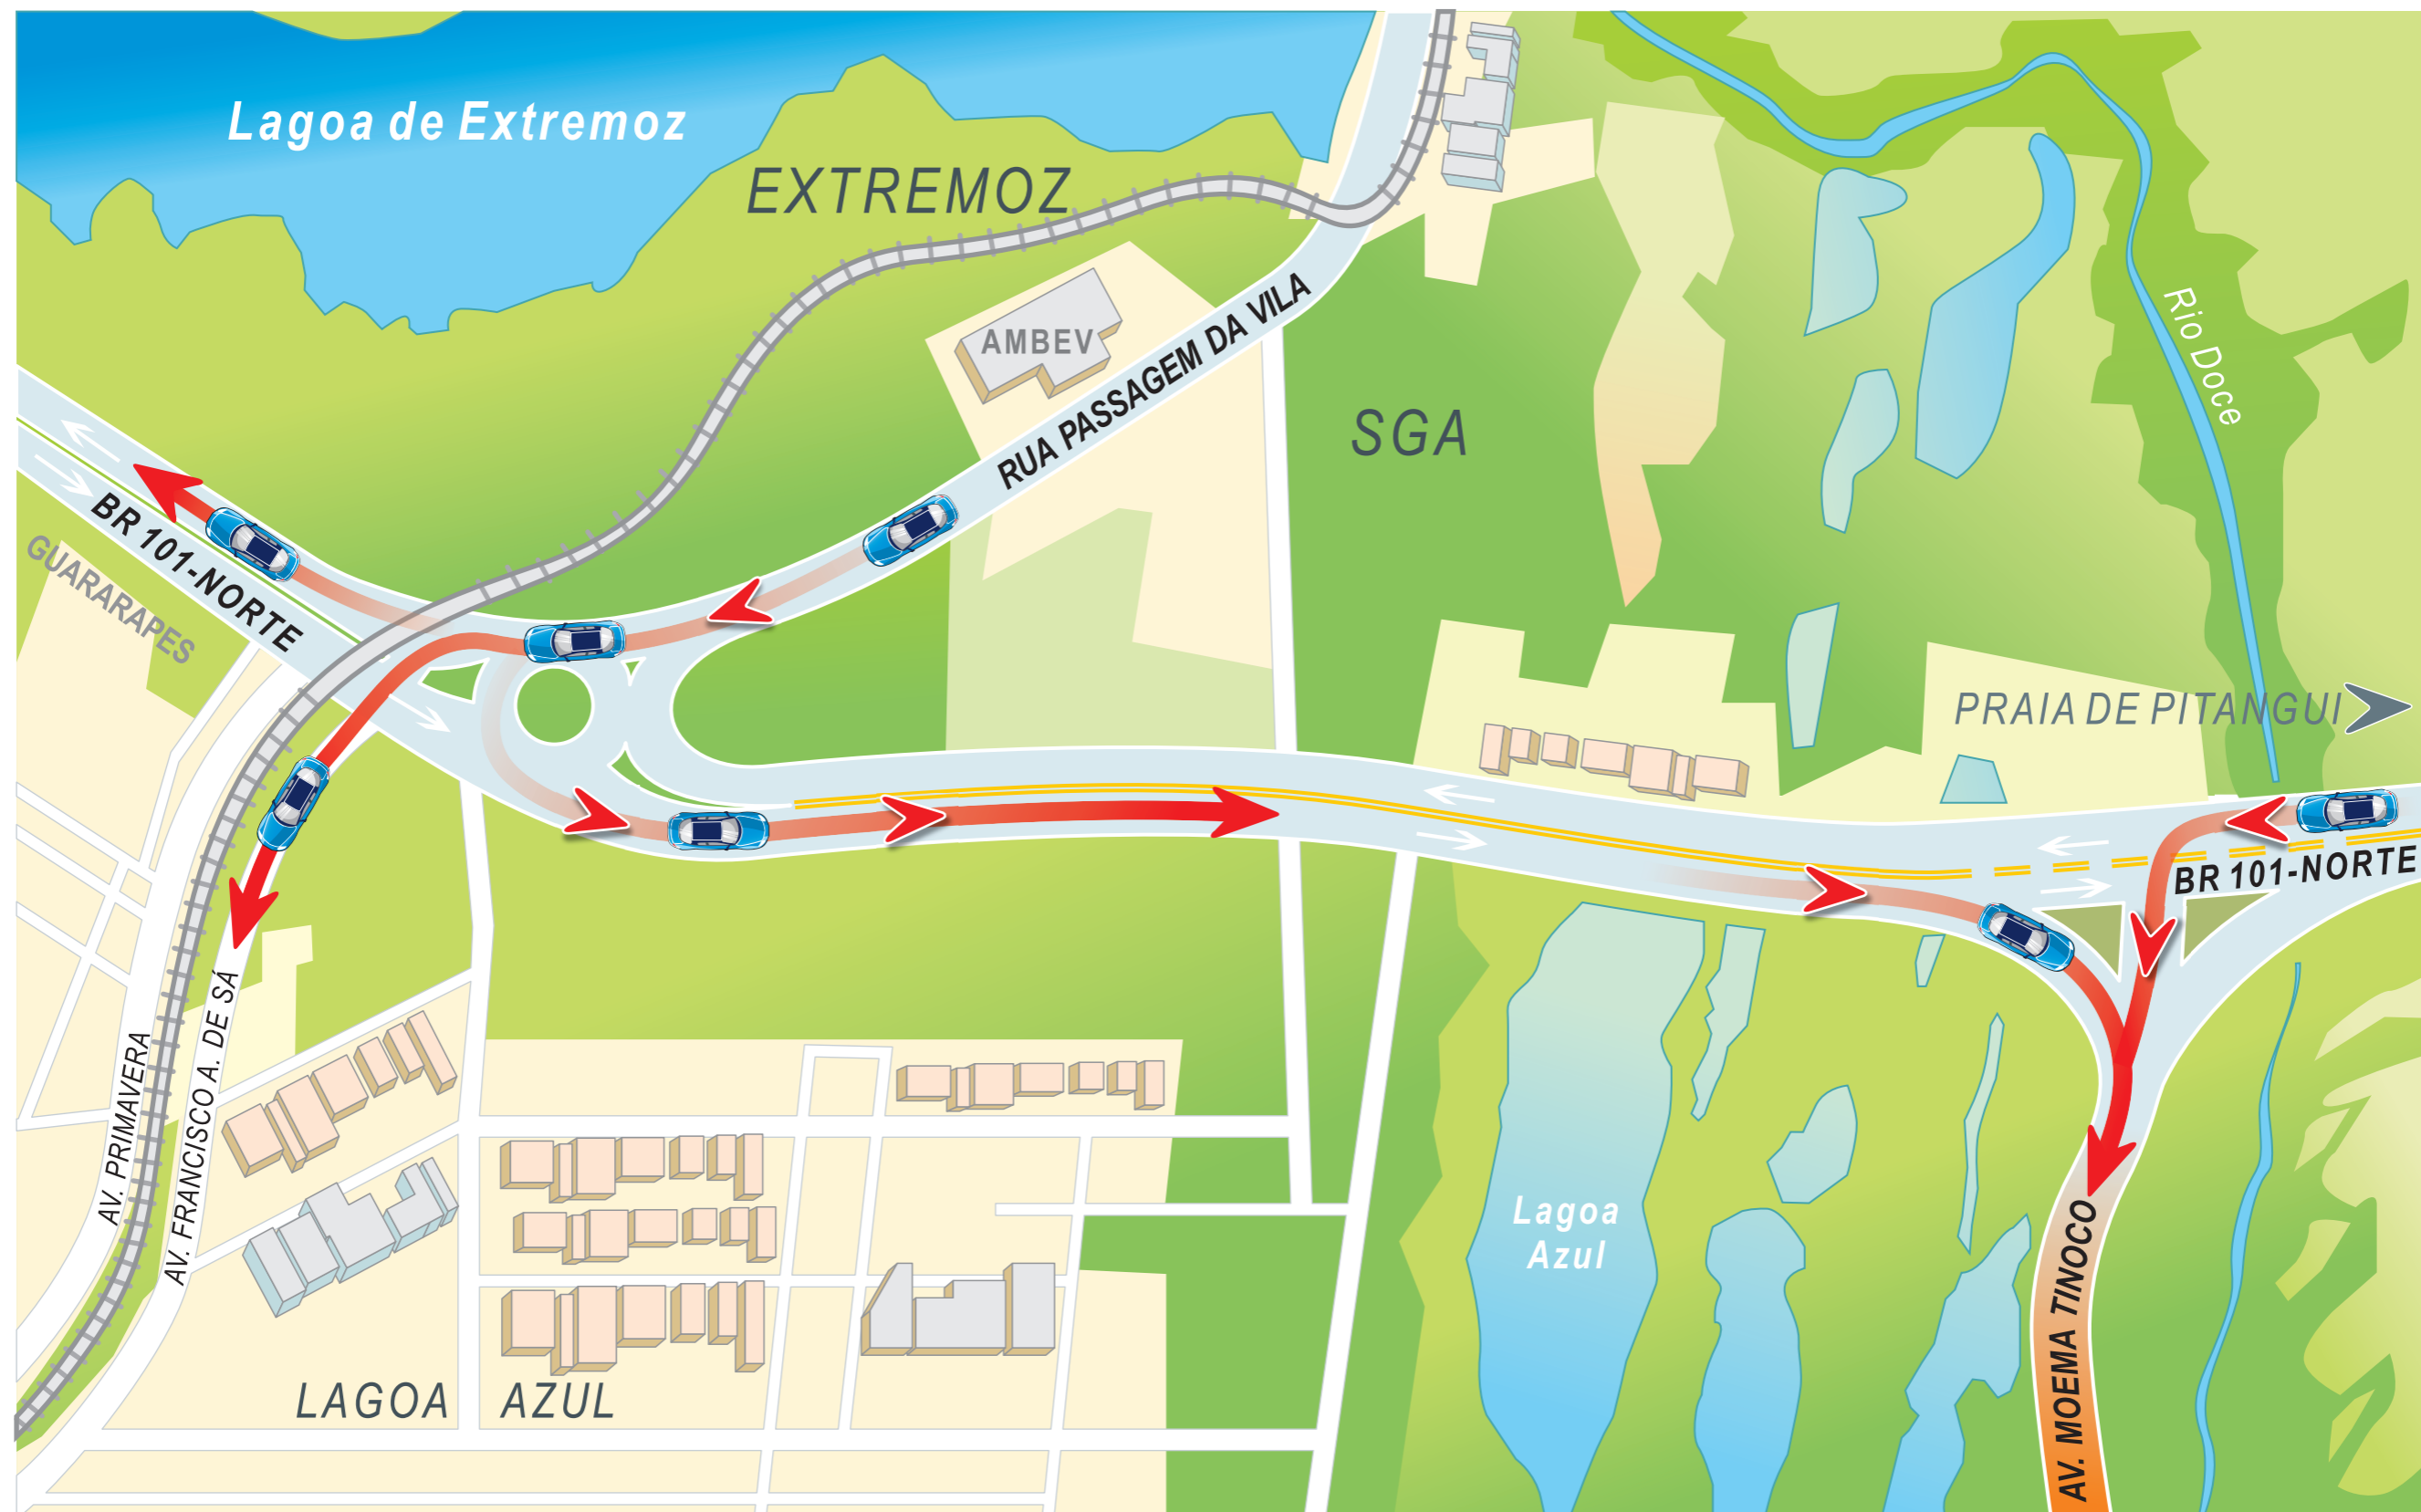 Lagoa de Extremoz
EXTREMOZ
AMBEV
RUA PASSAGEM DA VILA
SGA
Rio Doce
BR 101-NORTE
GUARARAPES
PRAIA DE PITANGUI
BR 101-NORTE
AV. PRIMAVERA
AV. FRANCISCO A. DE SÁ
Lagoa
Azul
AV. MOEMA TINOCO
LAGOA AZUL